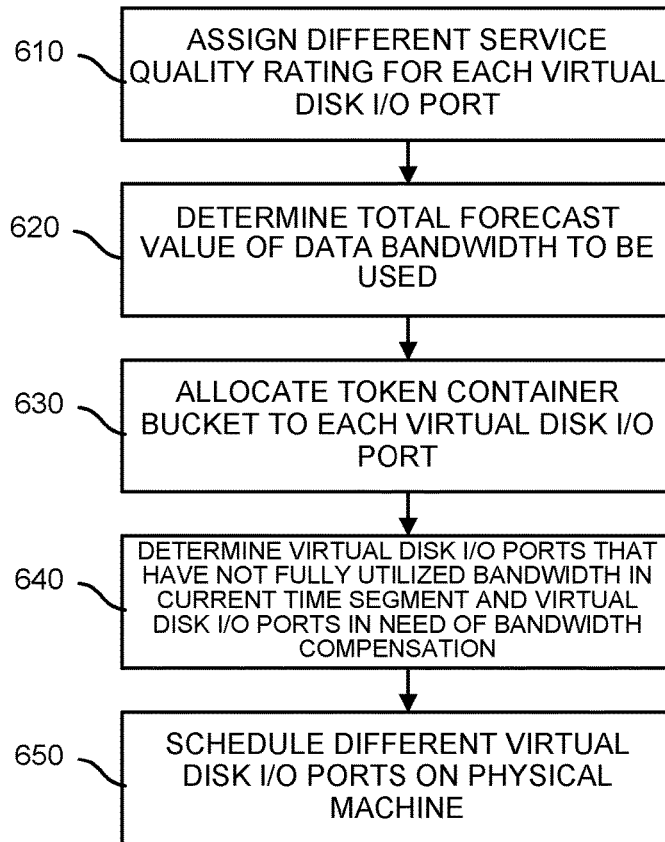 610
ASSIGN DIFFERENT SERVICE
QUALITY RATING FOR EACH VIRTUAL
DISK I/O PORT
620
DETERMINE TOTAL FORECAST
VALUE OF DATA BANDWIDTH TO BE
USED
630
ALLOCATE TOKEN CONTAINER
BUCKET TO EACH VIRTUAL DISK I/O
PORT
640
DETERMINE VIRTUAL DISK I/O PORTS THAT
HAVE NOT FULLY UTILIZED BANDWIDTH IN
CURRENT TIME SEGMENT AND VIRTUAL
DISK I/O PORTS IN NEED OF BANDWIDTH
COMPENSATION
650
SCHEDULE DIFFERENT VIRTUAL
DISK I/O PORTS ON PHYSICAL
MACHINE